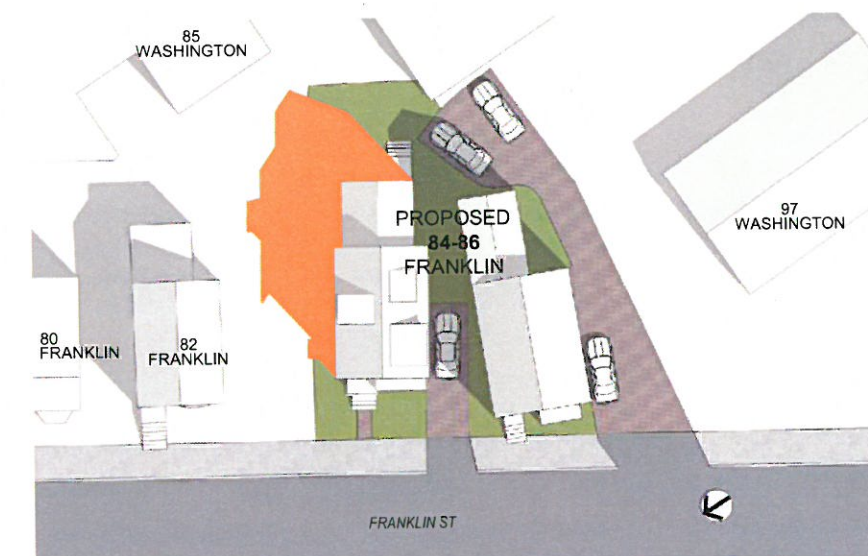 85
WASHINGTON
PROPOSED
84-86
FRANKLIN
97
WASHINGTON
80
FRANKLIN
82
FRANKLIN
FRANKLIN ST